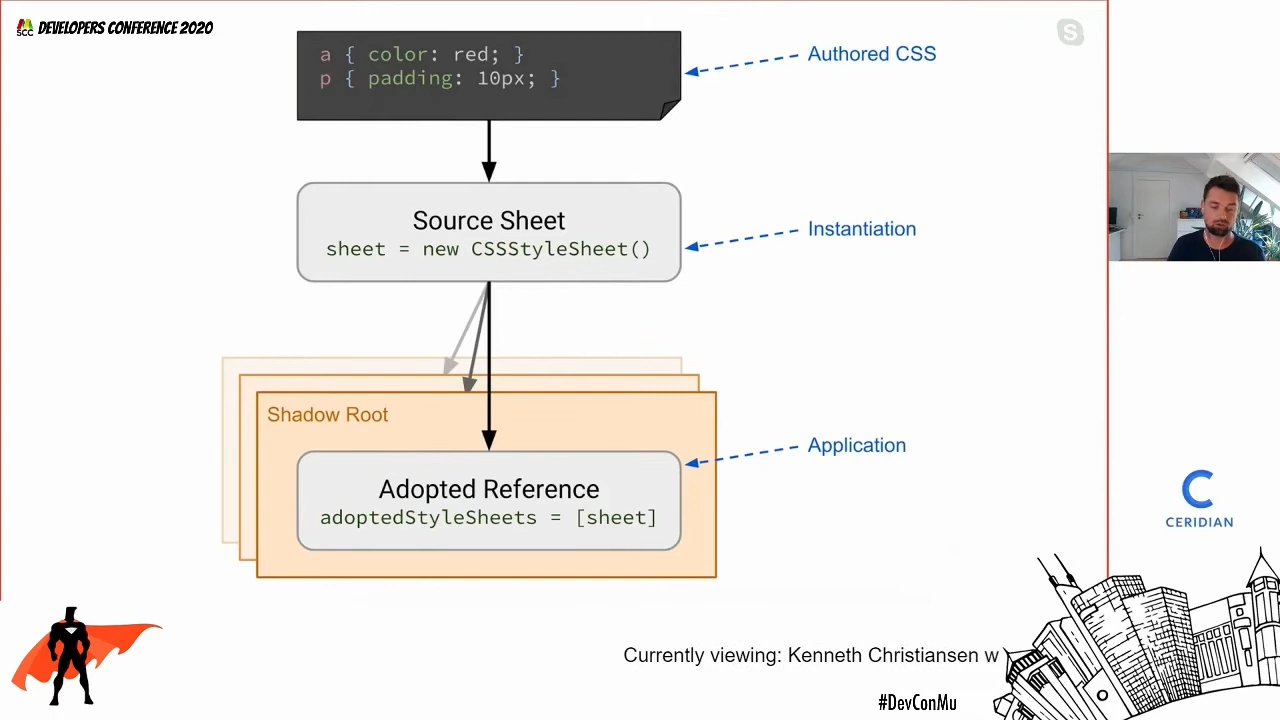 SCC DEVELOPERS CONFERENCE 2020
a { color: red; }
p { padding: 10px; }
Authored CSS
S
Source Sheet
sheet = new CSSStyleSheet()
Instantiation
Shadow Root
Adopted Reference
adoptedStyleSheets = [sheet]
Application
CERIDIAN
Currently viewing: Kenneth Christiansen w
#DevConMu